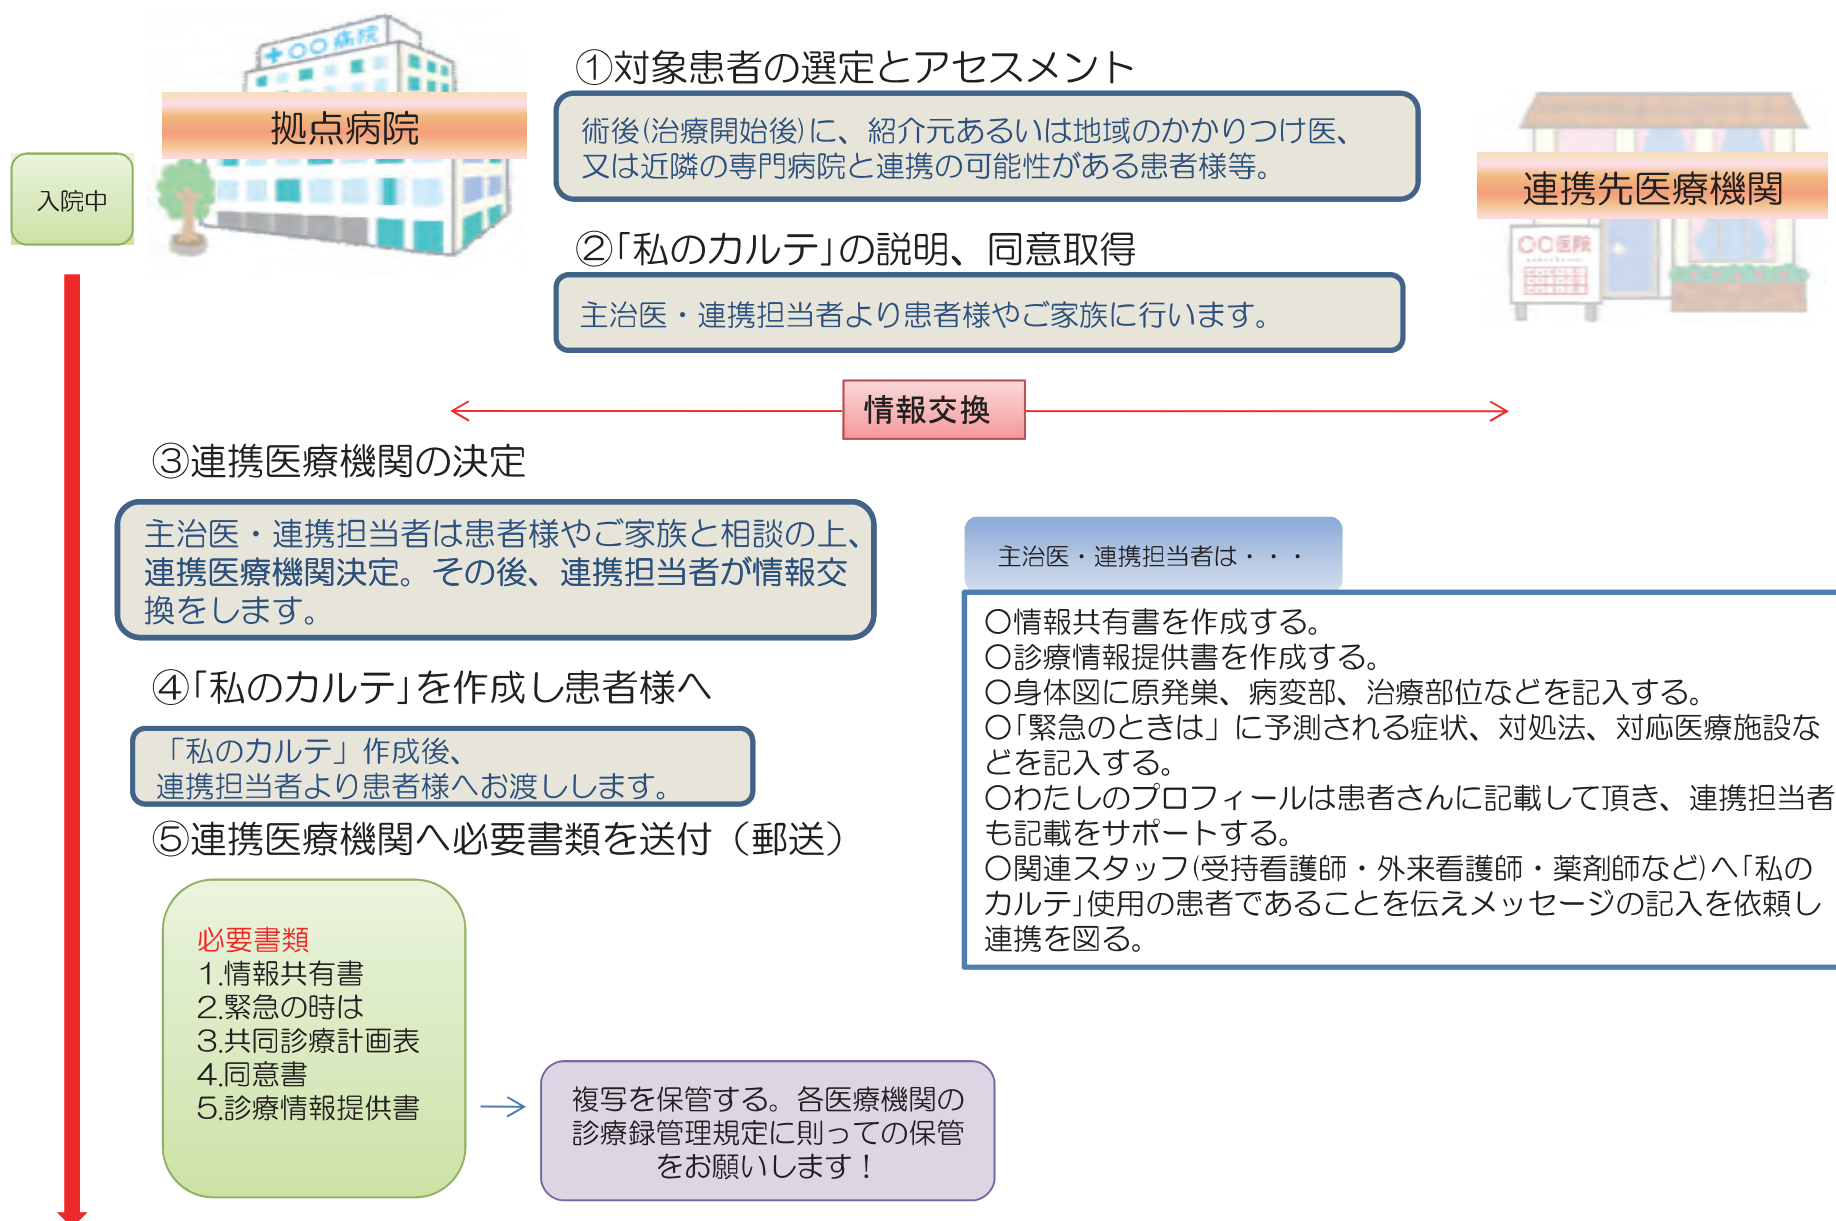 ＋〇〇病院
拠点病院
入院中
①対象患者の選定とアセスメント
術後(治療開始後)に、紹介元あるいは地域のかかりつけ医、
又は近隣の専門病院と連携の可能性がある患者様等。
連携先医療機関
〇〇医院
②｢私のカルテ｣の説明、同意取得
主治医・連携担当者より患者様やご家族に行います。
情報交換
③連携医療機関の決定
主治医・連携担当者は患者様やご家族と相談の上、
連携医療機関決定。その後、連携担当者が情報交
換をします。
④｢私のカルテ｣を作成し患者様へ
「私のカルテ」作成後、
連携担当者より患者様へお渡しします。
⑤連携医療機関へ必要書類を送付（郵送）
必要書類
1.情報共有書
2.緊急の時は
3.共同診療計画表
4.同意書
5.診療情報提供書
複写を保管する。各医療機関の
診療録管理規定に則っての保管
をお願いします！
主治医・連携担当者は・・・
〇情報共有書を作成する。
〇診療情報提供書を作成する。
〇身体図に原発巣、病変部、治療部位などを記入する。
〇「緊急のときは」に予測される症状、対処法、対応医療施設な
どを記入する。
〇わたしのプロフィールは患者さんに記載して頂き、連携担当者
も記載をサポートする。
〇関連スタッフ(受持看護師・外来看護師・薬剤師など)へ｢私の
カルテ｣使用の患者であることを伝えメッセージの記入を依頼し
連携を図る。